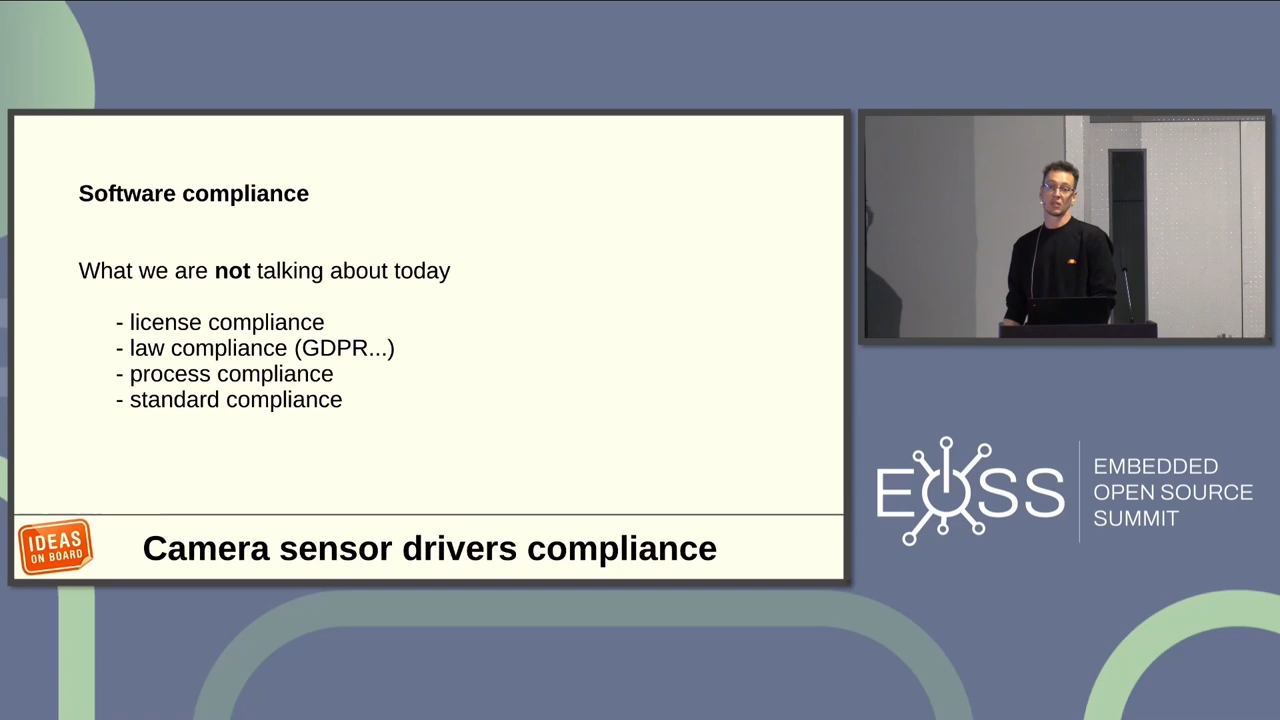 Software compliance
What we are not talking about today
- license compliance
- law compliance (GDPR...)
- process compliance
- standard compliance
IDEAS
ON BOARD
Camera sensor drivers compliance
EOSS
EMBEDDED
OPEN SOURCE
SUMMIT